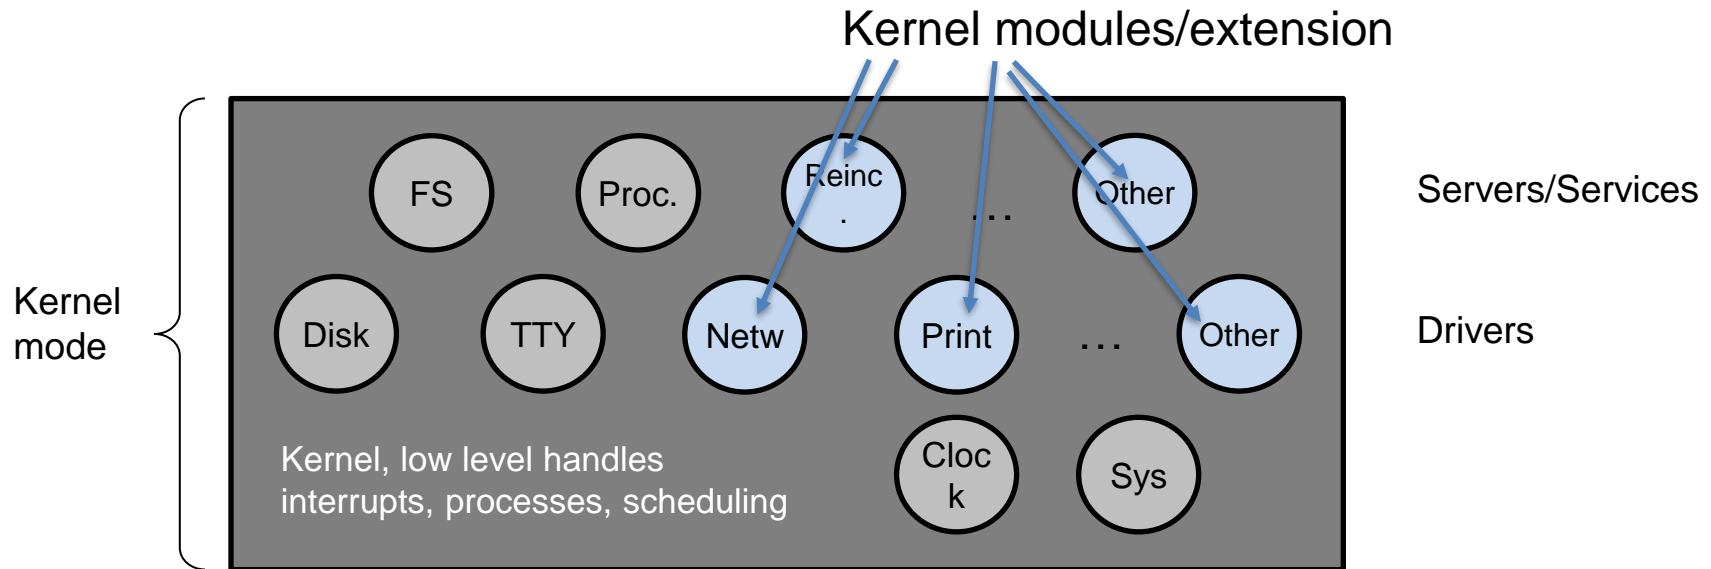 Kernel modules/extension
FS
Proc.
Reinc
.
...
Other
Servers/Services
Kernel
mode
Disk
TTY
Netw
Print
...
Other
Drivers
Kernel, low level handles
interrupts, processes, scheduling
Cloc
k
Sys